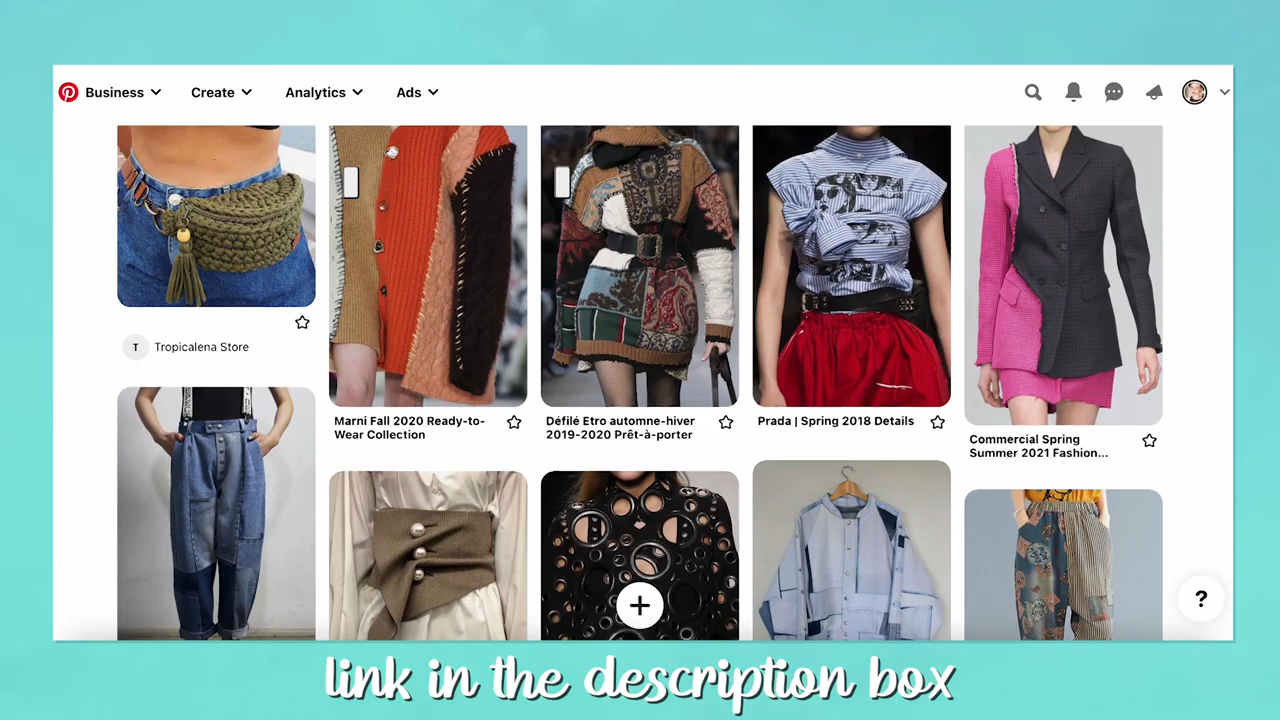 Business
Create
Analytics
Ads
T
Tropicalena Store
Marni Fall 2020 Ready-to-
Wear Collection
Défilé Etro automne-hiver
2019-2020 Prêt-à-porter
Prada | Spring 2018 Details
Commercial Spring
Summer 2021 Fashion...
?
link in the description box